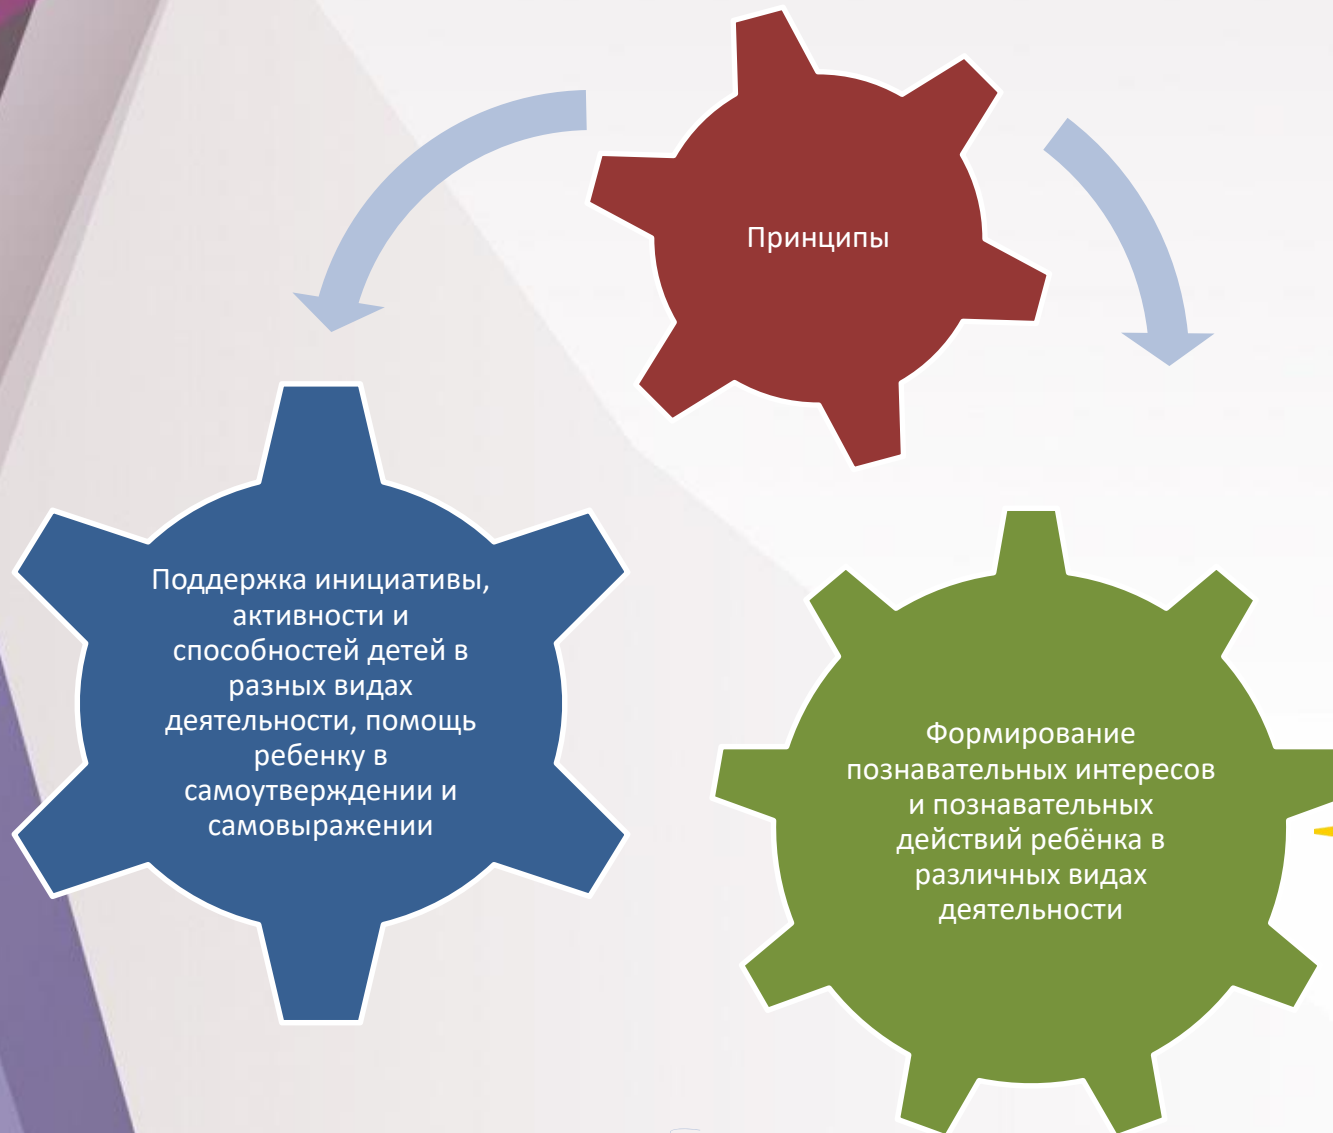 Принципы
Поддержка инициативы,
активности и
способностей детей в
разных видах
деятельности, помощь
ребенку в
самоутверждении и
самовыражении
Формирование
познавательных интересов
и познавательных
действий ребёнка в
различных видах
деятельности